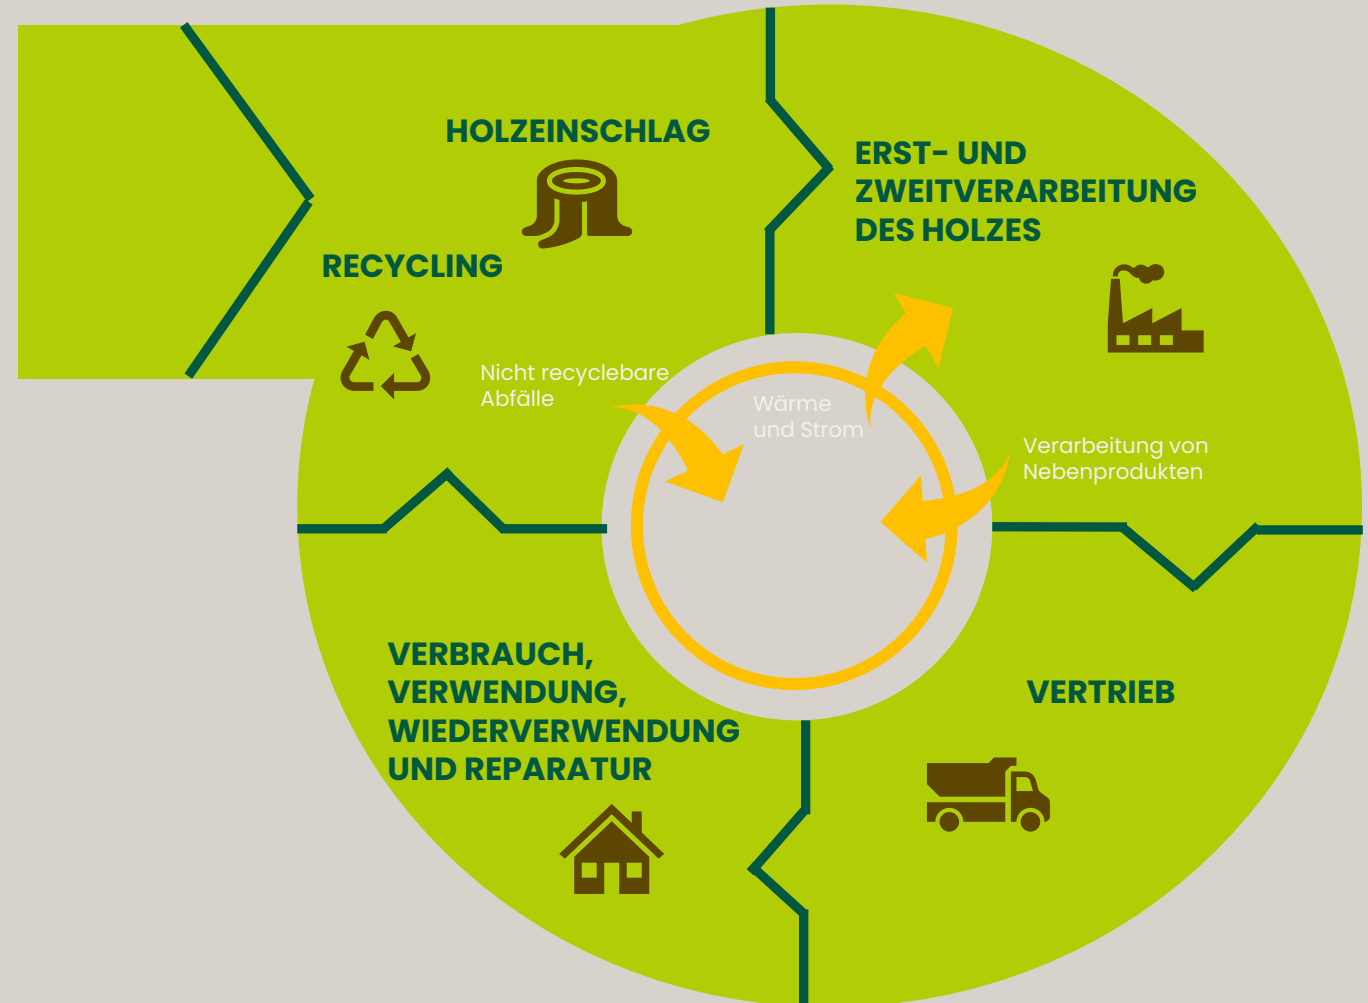 HOLZEINSCHLAG
ERST- UND
ZWEITVERARBEITUNG
DES HOLZES
RECYCLING
Nicht recyclebare
Abfälle
Wärme
und Strom
Verarbeitung von
Nebenprodukten
VERBRAUCH,
VERWENDUNG,
WIEDERVERWENDUNG
UND REPARATUR
VERTRIEB